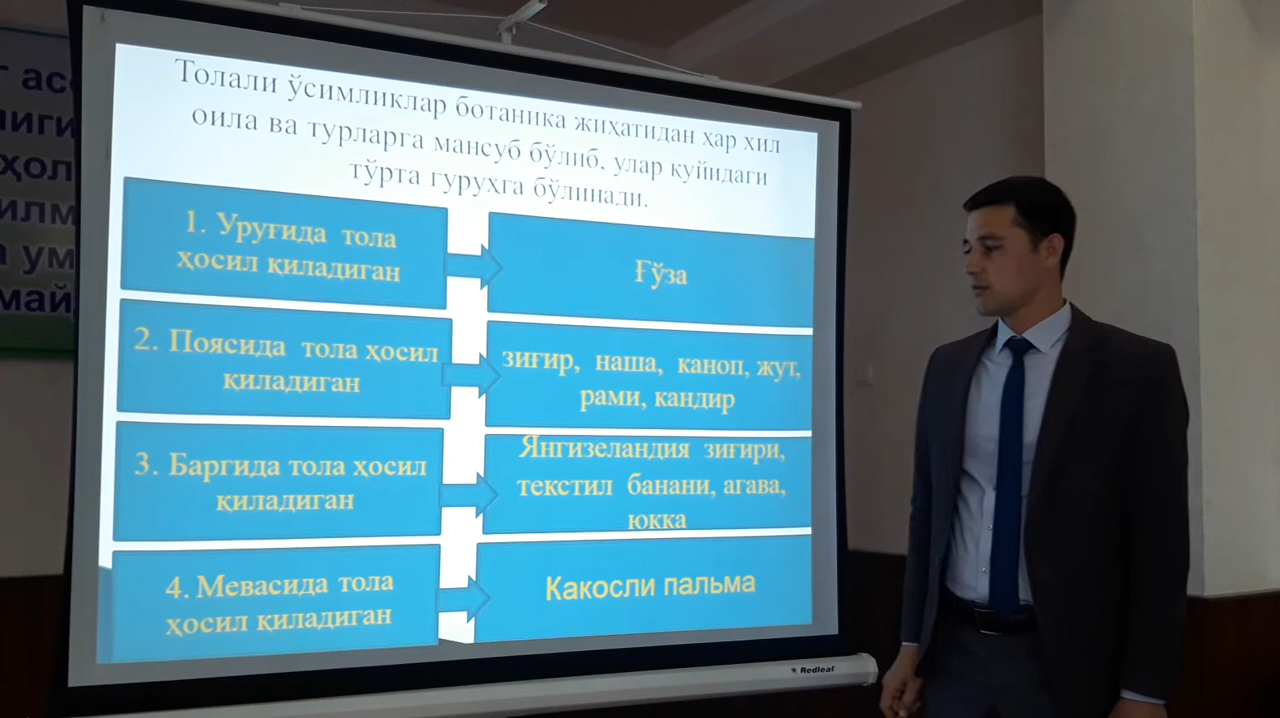 Толали ўсимликлар ботаника жиҳатидан ҳар хил
оила ва турларга мансуб бўлиб, улар қуйидаги
тўрта гурухга бўлинади.
1. Уруғида тола
ҳосил қиладиган
Ғўза
2. Поясида тола ҳосил
қиладиган
зиғир, наша, каноп, жут,
рами, кандир
3. Баргида тола ҳосил
қиладиган
Янгизеландия зиғири,
текстил банани, агава,
юкка
4. Мевасида тола
ҳосил қиладиган
Какосли пальма
Redleaf